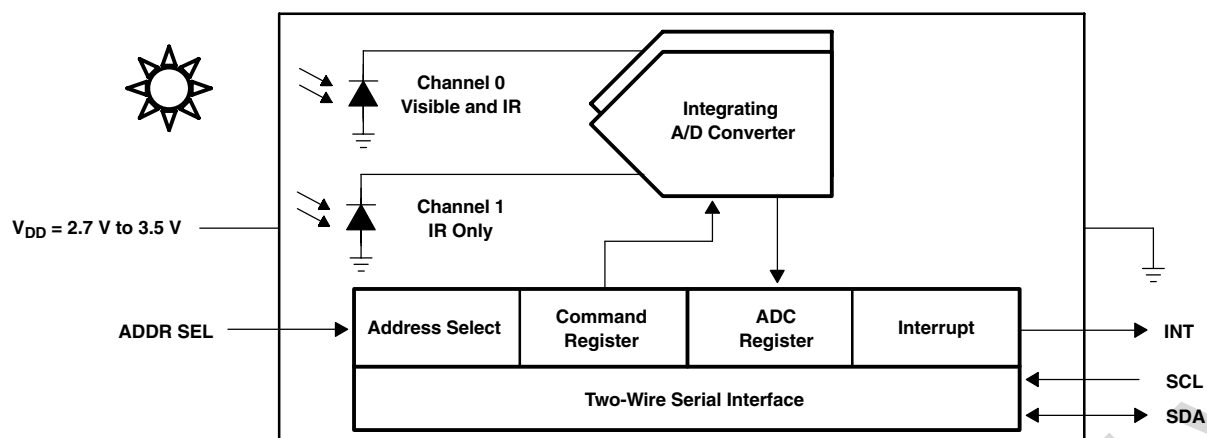 Channel 0
Visible and IR
Integrating
A/D Converter
Channel 1
IR Only
VDD = 2.7 V to 3.5 V
ADDR SEL
Address Select
Command
Register
ADC
Register
Interrupt
INT
Two-Wire Serial Interface
SCL
SDA